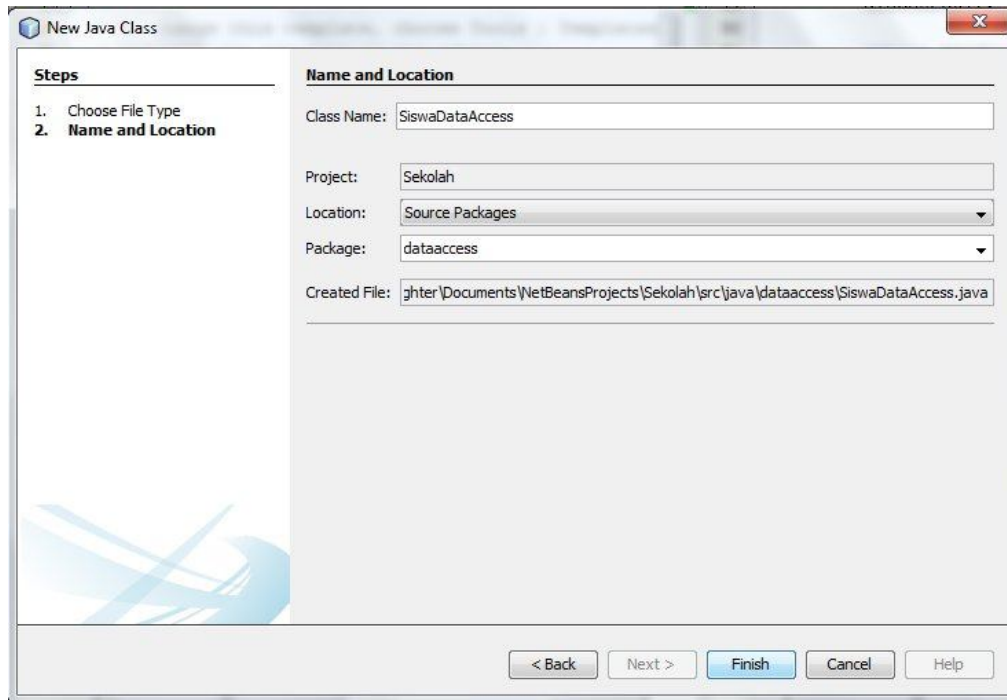 New Java Class
Steps
1. Choose File Type
2. Name and Location
Name and Location
Class Name: SiswaDataAccess
Project: Sekolah
Location: Source Packages
Package: dataaccess
Created File: ghter\Documents\NetBeansProjects\Sekolah\src\java\dataaccess\SiswaDataAccess.java
< Back Next > Finish Cancel Help